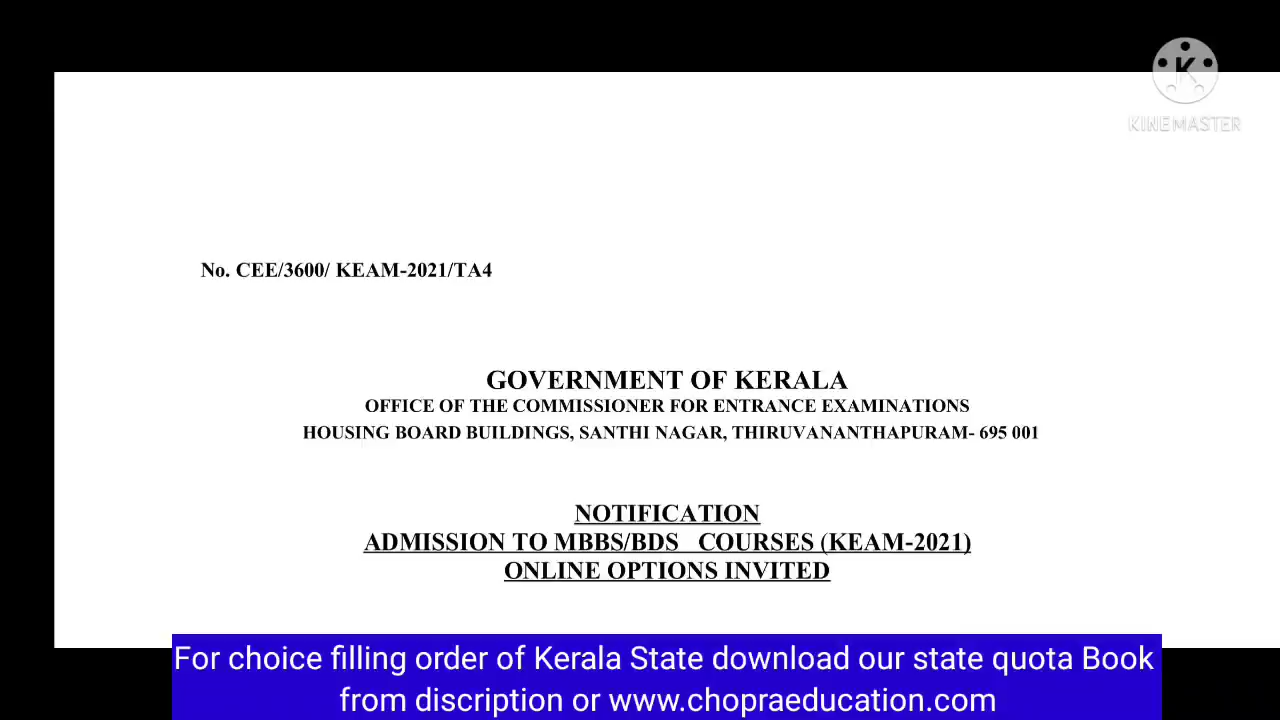 K
KINEMASTER
No. CEE/3600/ KEAM-2021/TA4
GOVERNMENT OF KERALA
OFFICE OF THE COMMISSIONER FOR ENTRANCE EXAMINATIONS
HOUSING BOARD BUILDINGS, SANTHI NAGAR, THIRUVANANTHAPURAM- 695 001
NOTIFICATION
ADMISSION TO MBBS/BDS COURSES (KEAM-2021)
ONLINE OPTIONS INVITED
For choice filling order of Kerala State download our state quota Book
from discription or www.chopraeducation.com